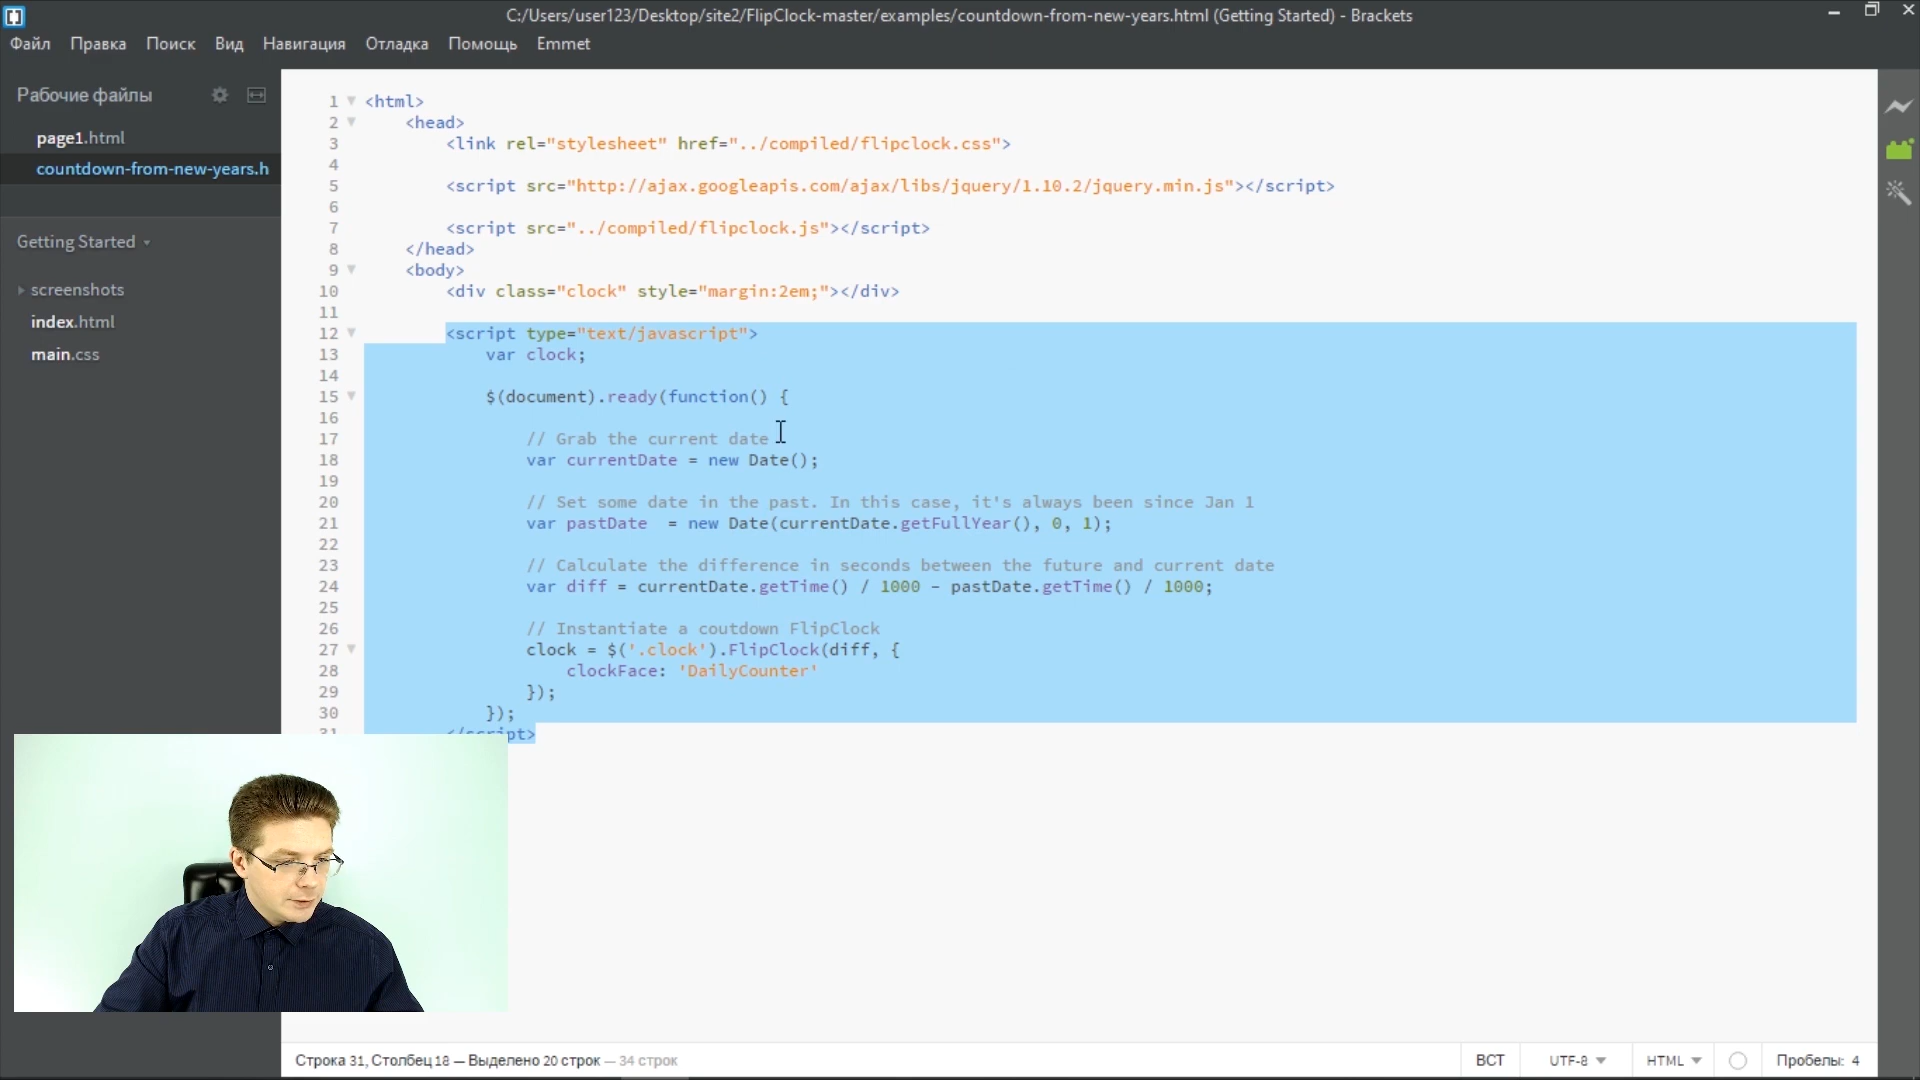 C:/Users/user123/Desktop/site2/FlipClock-master/examples/countdown-from-new-years.html (Getting Started) - Brackets
Файл Правка Поиск Вид Навигация Отладка Помощь Emmet
Рабочие файлы
page1.html
countdown-from-new-years.h
Getting Started
screenshots
index.html
main.css
1 <html>
2 <head>
3 <link rel="stylesheet" href="../compiled/flipclock.css">
4
5 <script src="http://ajax.googleapis.com/ajax/libs/jquery/1.10.2/jquery.min.js"></script>
6
7 <script src="../compiled/flipclock.js"></script>
8 </head>
9 <body>
10 <div class="clock" style="margin:2em;"></div>
11
12 <script type="text/javascript">
13 var clock;
14
15 $(document).ready(function() {
16
17 // Grab the current date
18 var currentDate = new Date();
19
20 // Set some date in the past. In this case, it's always been since Jan 1
21 var pastDate  = new Date(currentDate.getFullYear(), 0, 1);
22
23 // Calculate the difference in seconds between the future and current date
24 var diff = currentDate.getTime() / 1000 - pastDate.getTime() / 1000;
25
26 // Instantiate a coutdown FlipClock
27 clock = $('.clock').FlipClock(diff, {
28 clockFace: 'DailyCounter'
29 });
30 });
31 </script>
Строка 31, Столбец 18 — Выделено 20 строк — 34 строк
ВСТ UTF-8 HTML Пробелы: 4